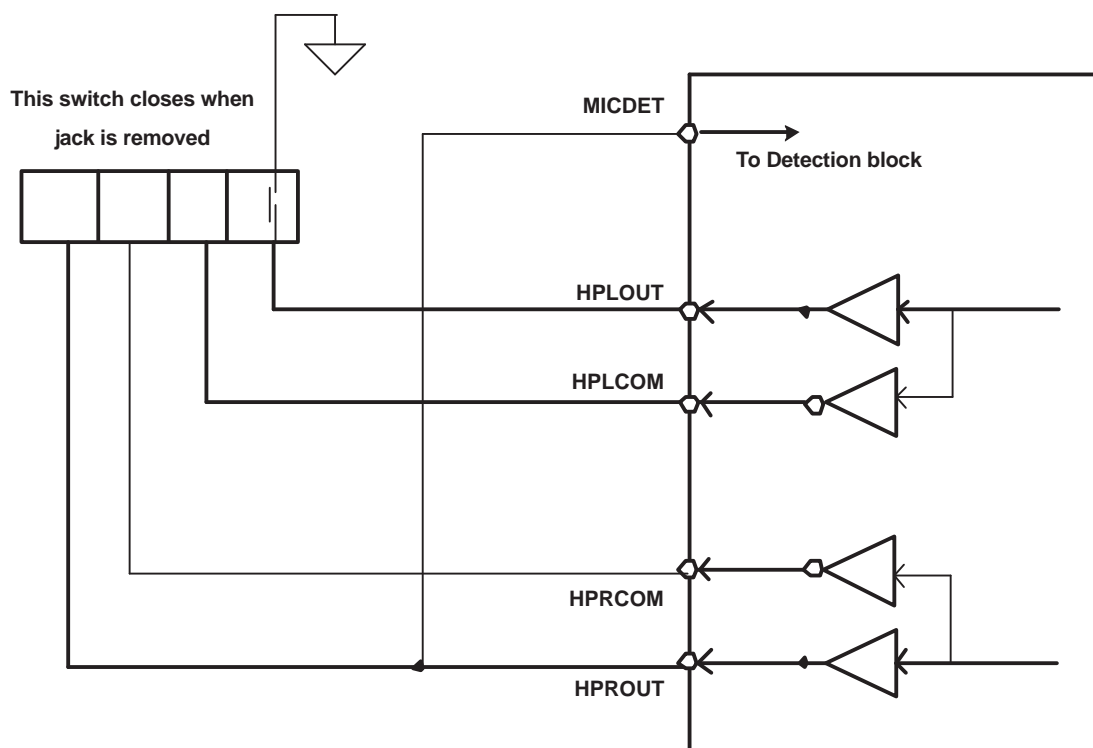 This switch closes when
jack is removed
MICDET
To Detection block
HPLOUT
HPLCOM
HPRCOM
HPROUT